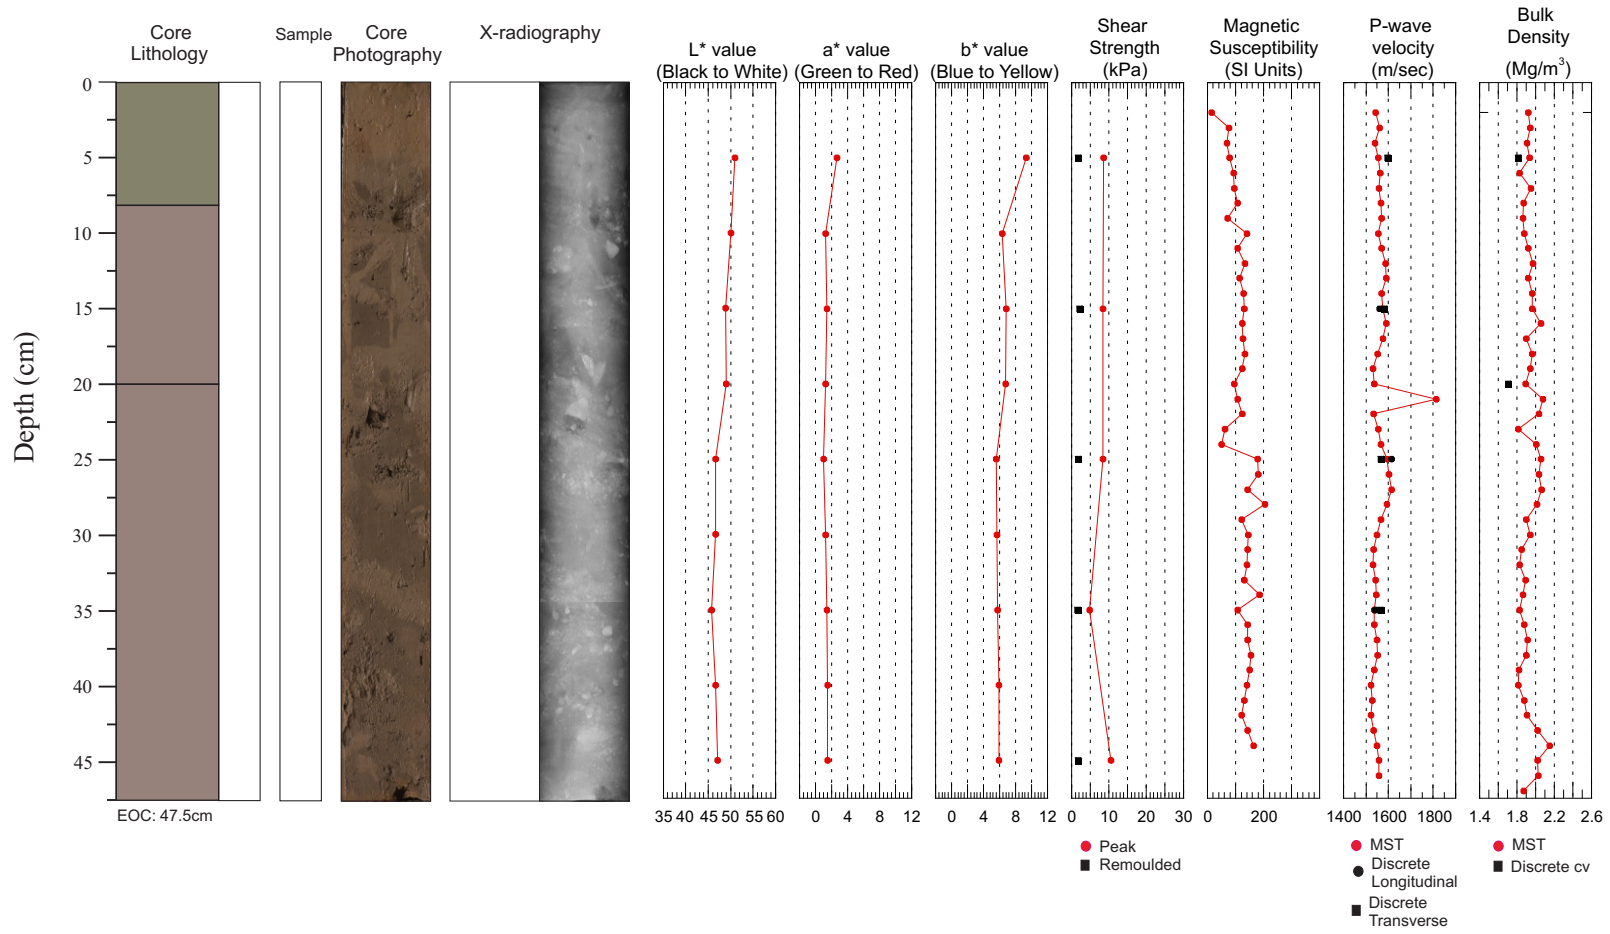 Core
Lithology
Sample
Core
Photography
X-radiography
L* value
(Black to White)
a* value
(Green to Red)
b* value
(Blue to Yellow)
Shear
Strength
(kPa)
Magnetic
Susceptibility
(SI Units)
P-wave
velocity
(m/sec)
Bulk
Density
(Mg/m³)
Depth (cm)
0
5
10
15
20
25
30
35
40
45
EOC: 47.5cm
35 40 45 50 55 60
0 4 8 12
0 4 8 12
0 10 20 30
0 200
1400 1600 1800
1.4 1.8 2.2 2.6
Peak
Remoulded
MST
Discrete
Longitudinal
Discrete
Transverse
MST
Discrete cv